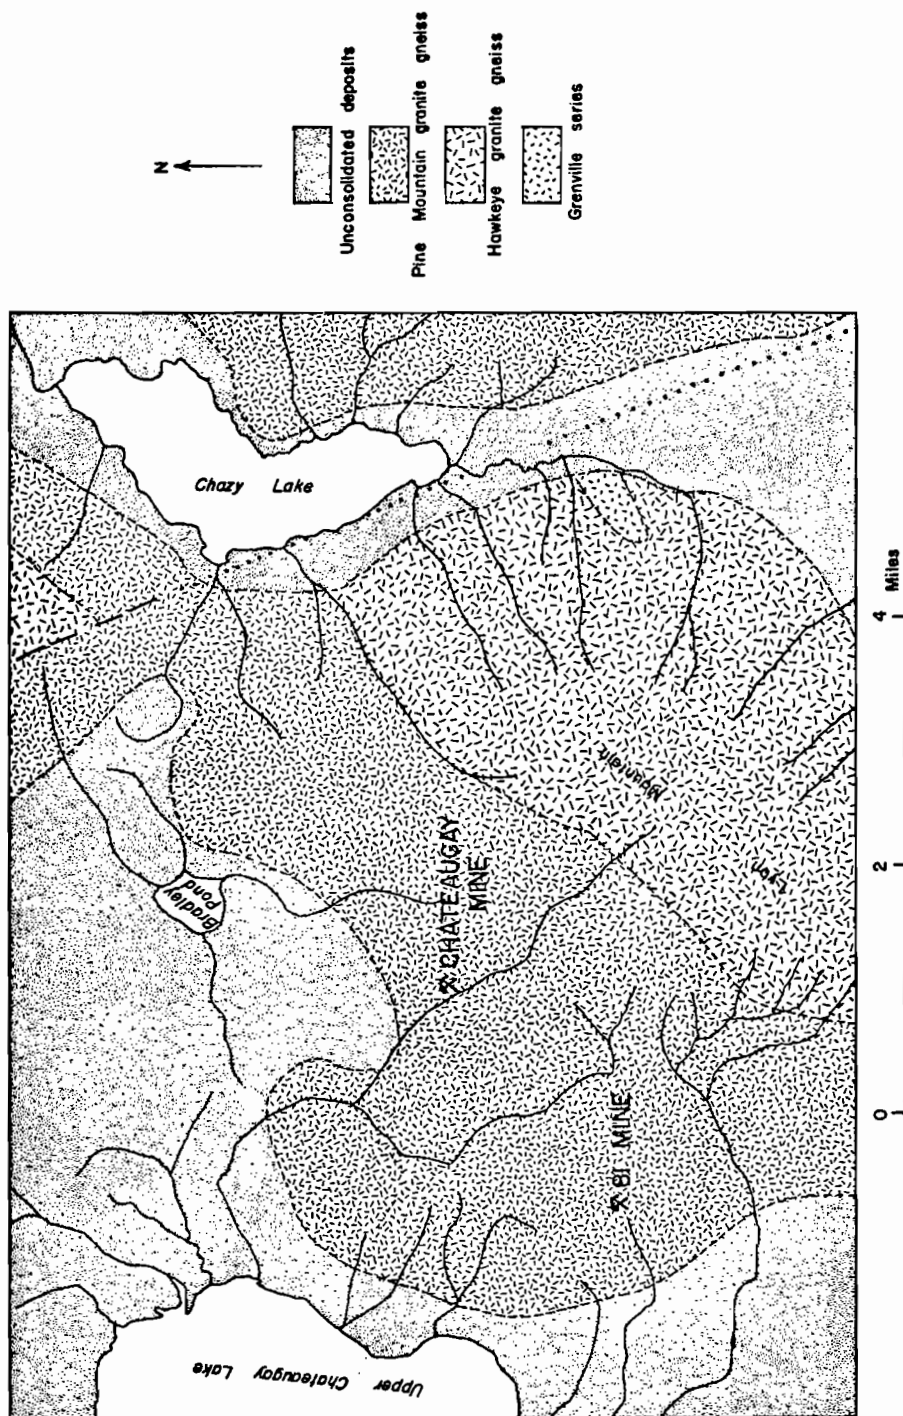 N
Unconsolidated deposits
Pine Mountain granite gneiss
Hawkeye granite gneiss
Grenville series
Chazy Lake
Bradley
Pond
CHATEAUGAY
MINE
81 MINE
Lyon Mountain
Upper Chateaugay Lake
0 2 4
Miles